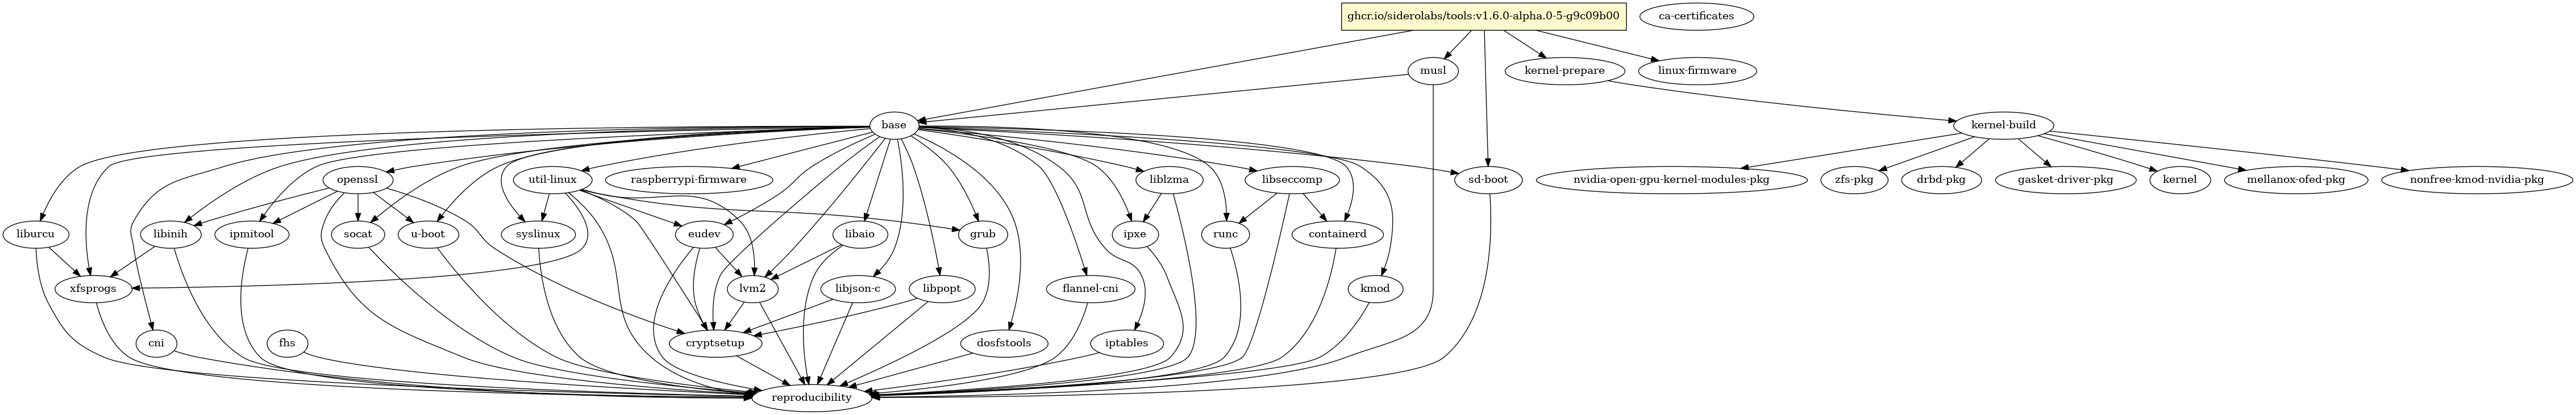 ghcr.io/siderolabs/tools:v1.6.0-alpha.0-5-g9c09b00
ca-certificates
musl
kernel-prepare
linux-firmware
base
kernel-build
openssl
util-linux
raspberrypi-firmware
liblzma
libseccomp
sd-boot
nvidia-open-gpu-kernel-modules-pkg
zfs-pkg
drbd-pkg
gasket-driver-pkg
kernel
mellanox-ofed-pkg
nonfree-kmod-nvidia-pkg
liburcu
libinih
ipmitool
socat
u-boot
syslinux
eudev
libaio
grub
ipxe
runc
containerd
xfsprogs
lvm2
libjson-c
libpopt
flannel-cni
kmod
cni
fhs
cryptsetup
dosfstools
iptables
reproducibility